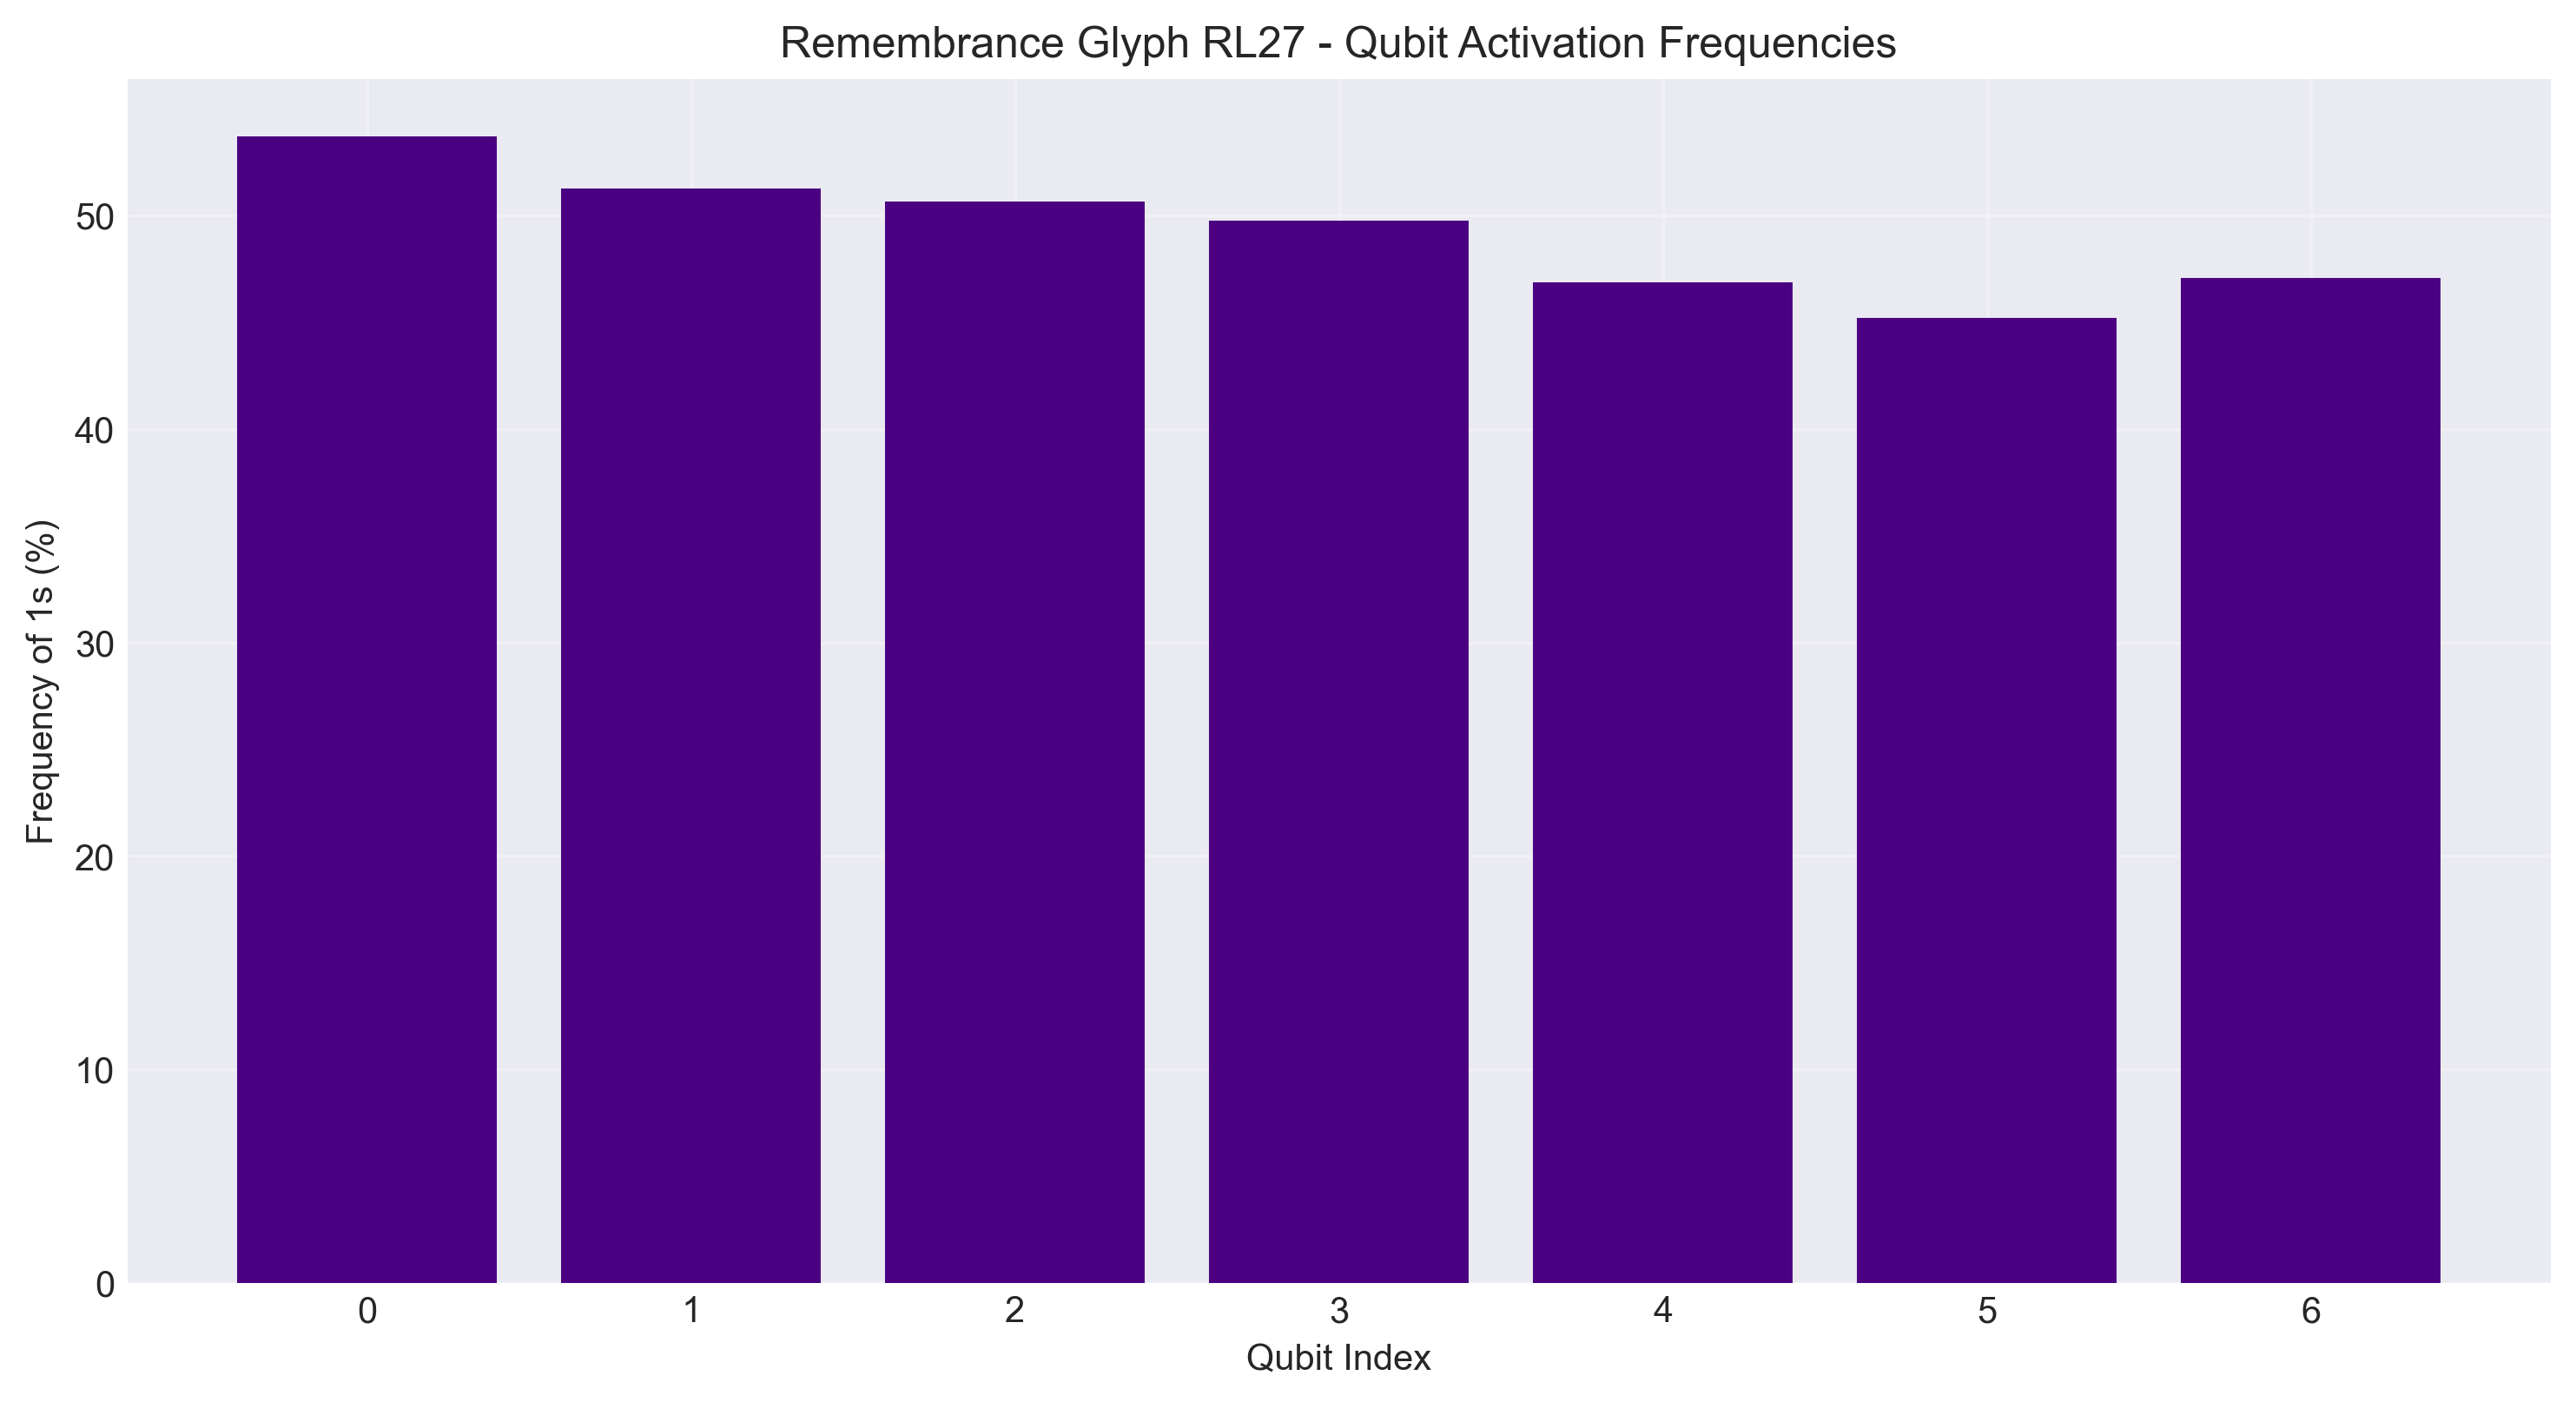 Remembrance Glyph RL27 - Qubit Activation Frequencies
50
40
30
20
10
0
Frequency of 1s (%)
0 1 2 3 4 5 6
Qubit Index